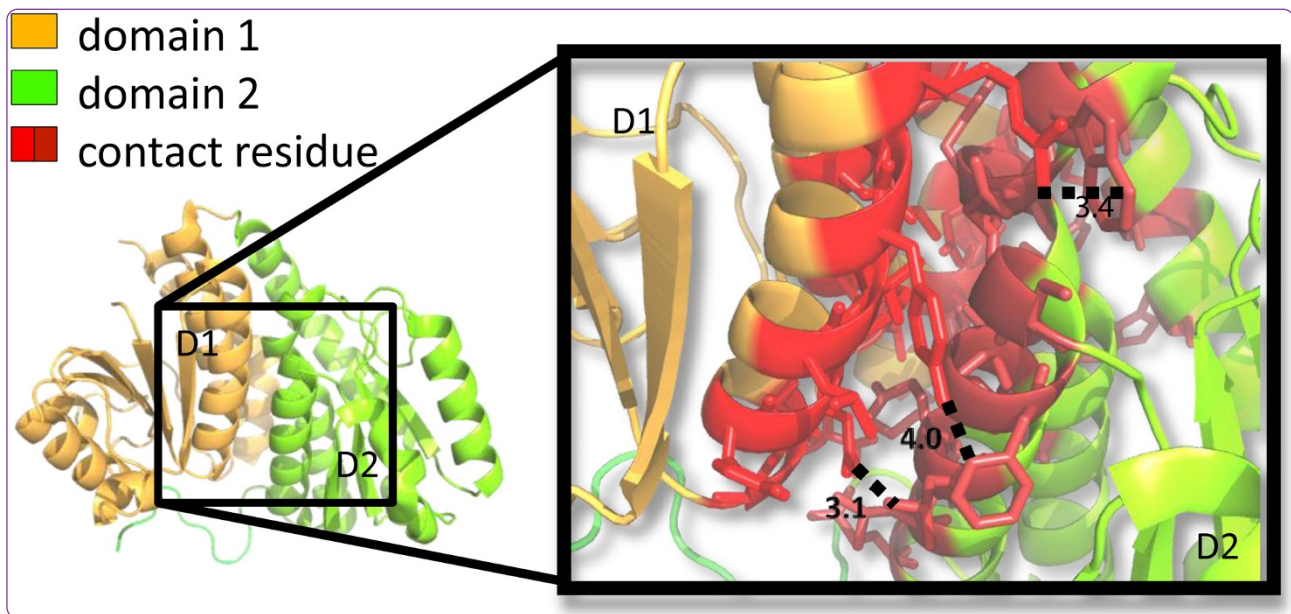 domain 1
domain 2
contact residue
D1
D2
D1
3.4
4.0
3.1
D2